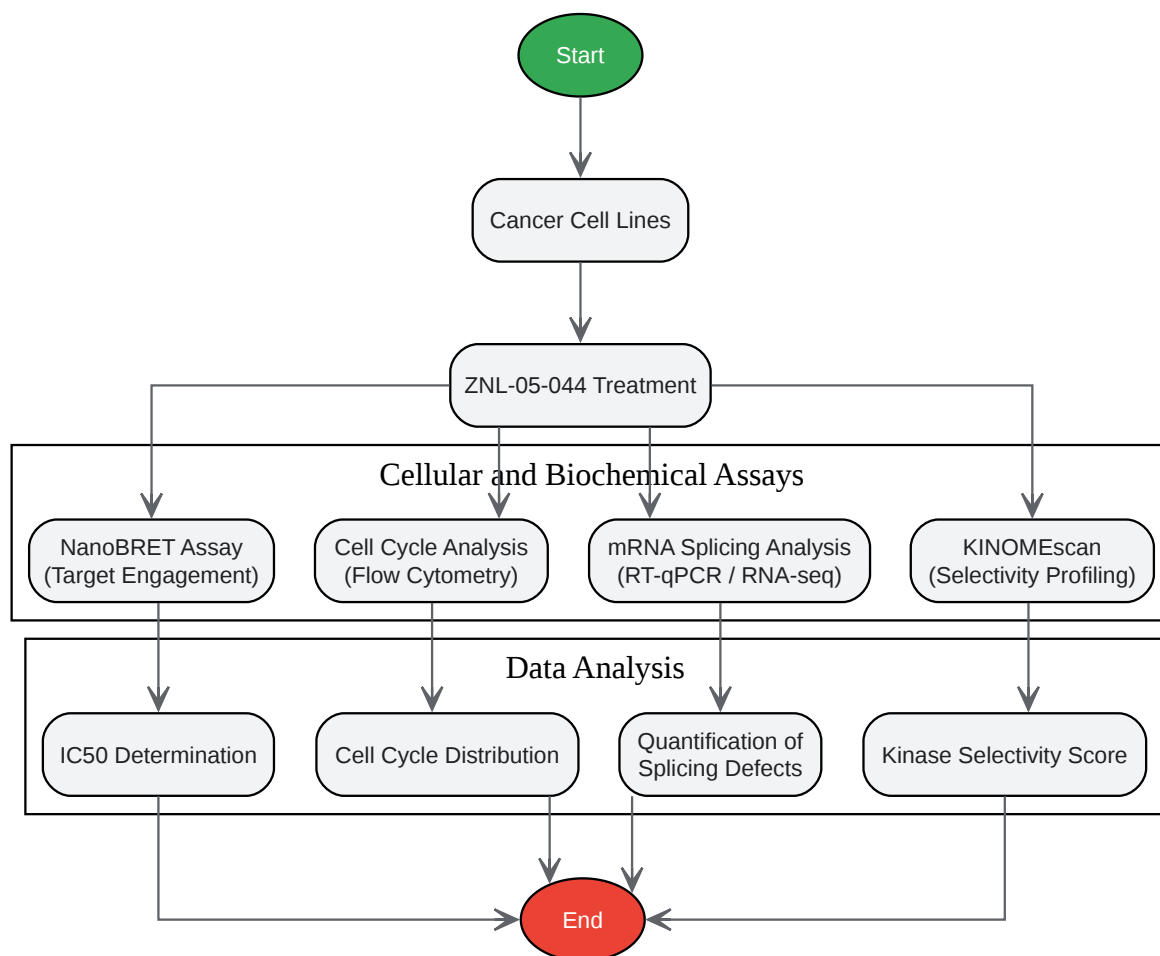 Start
Cancer Cell Lines
ZNL-05-044 Treatment
Cellular and Biochemical Assays
NanoBRET Assay
(Target Engagement)
Cell Cycle Analysis
(Flow Cytometry)
mRNA Splicing Analysis
(RT-qPCR / RNA-seq)
KINOMEscan
(Selectivity Profiling)
Data Analysis
IC50 Determination
Cell Cycle Distribution
Quantification of
Splicing Defects
Kinase Selectivity Score
End